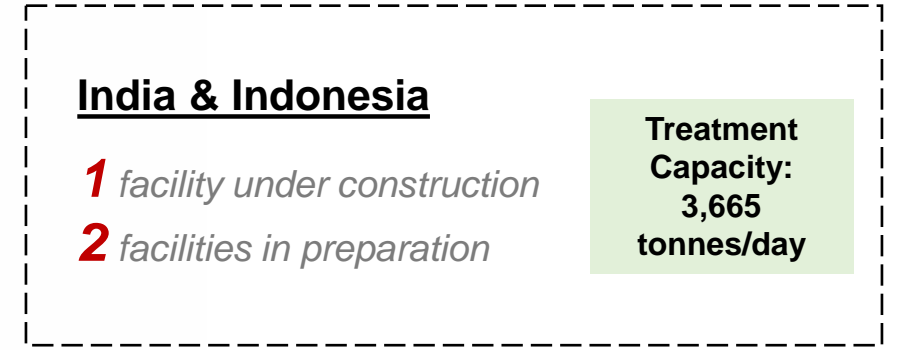 India & Indonesia
1 facility under construction
2 facilities in preparation
Treatment
Capacity:
3,665
tonnes/day